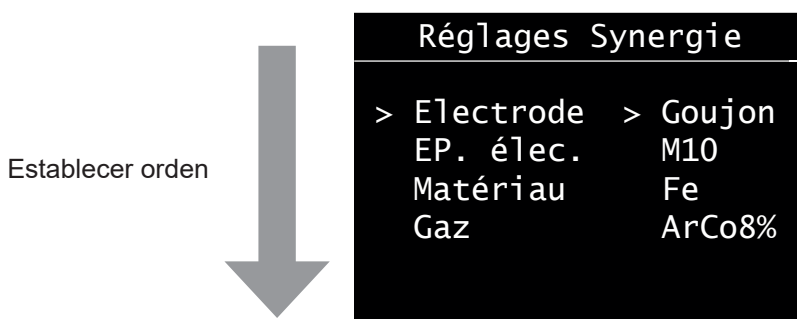 Réglages Synergie
> Electrode > Goujon
EP. élec. M10
Matériau Fe
Gaz ArCo8%
Establecer orden